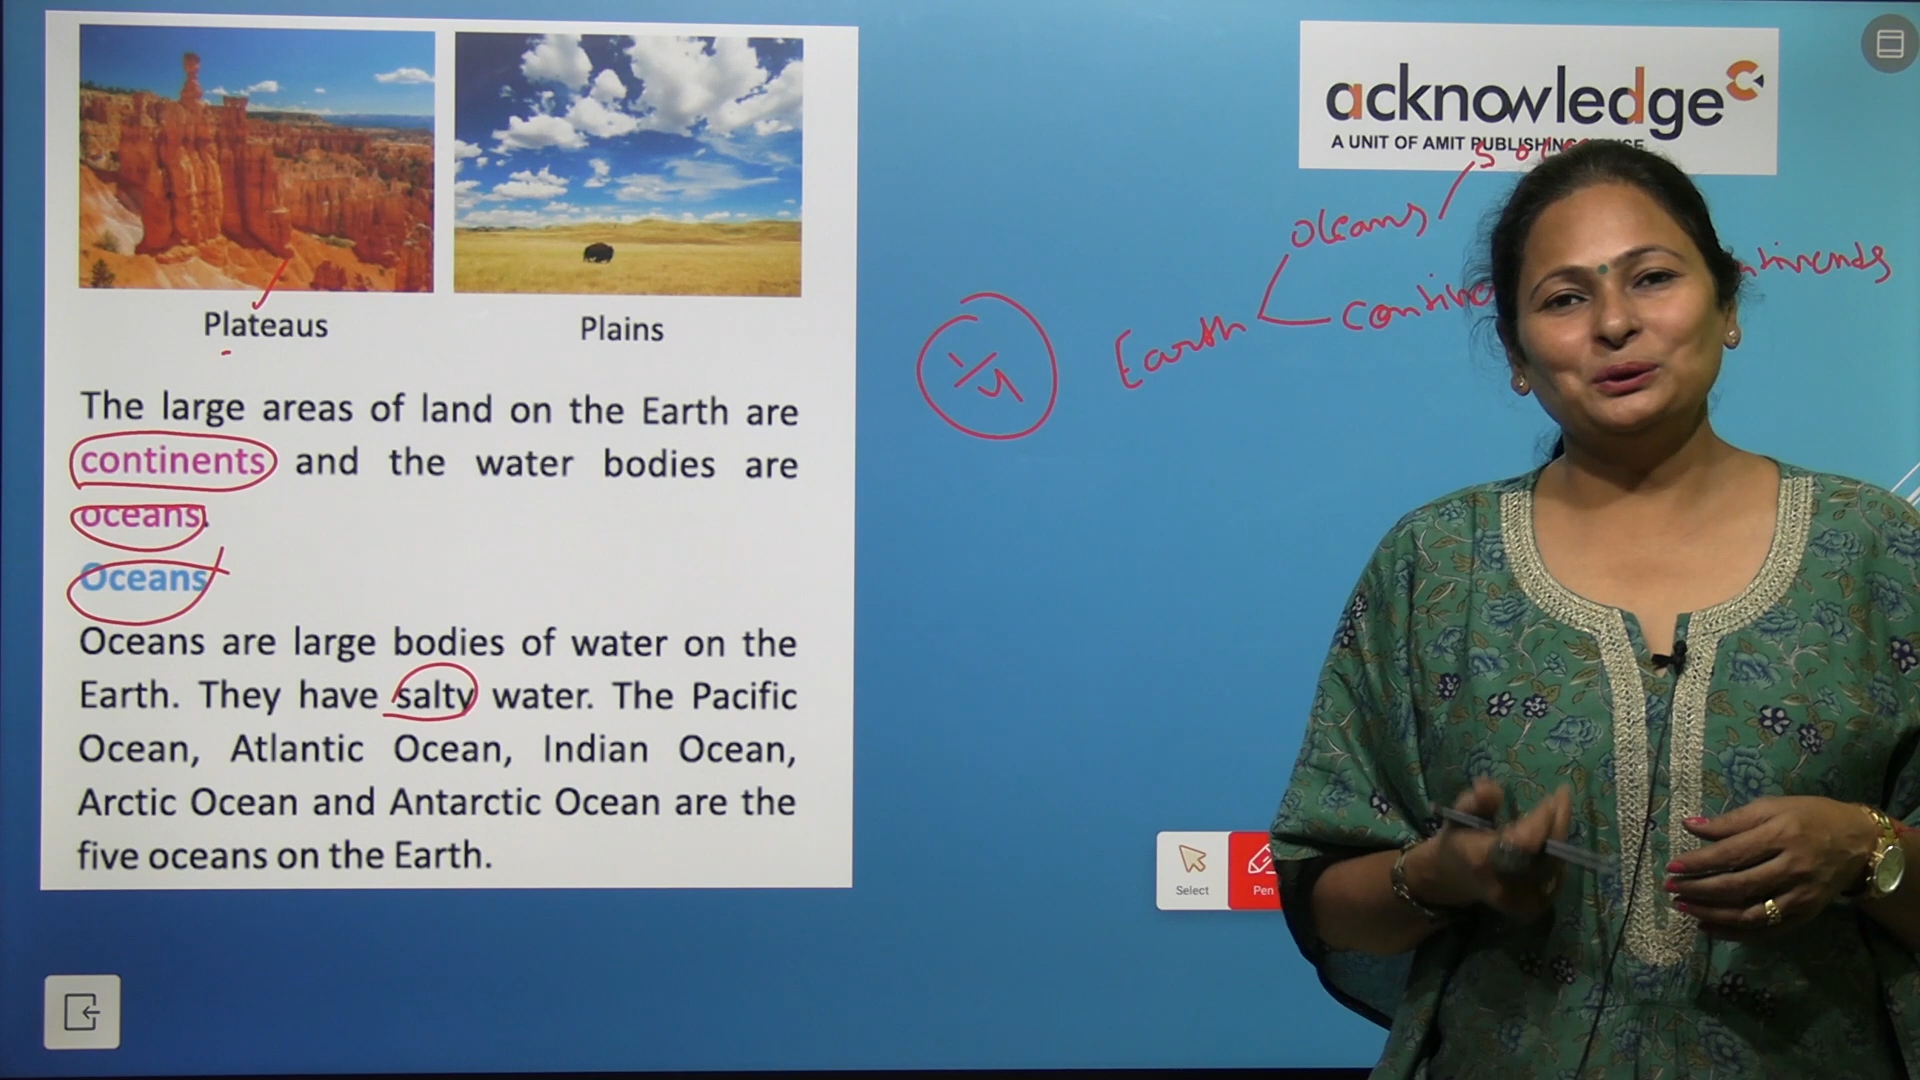 Plateaus
Plains
The large areas of land on the Earth are
continents and the water bodies are
oceans.
Oceans
Oceans are large bodies of water on the
Earth. They have salty water. The Pacific
Ocean, Atlantic Ocean, Indian Ocean,
Arctic Ocean and Antarctic Ocean are the
five oceans on the Earth.
acknowledge
A UNIT OF AMIT PUBLISHING
Oceans
1/4
Earth
Select
Pen